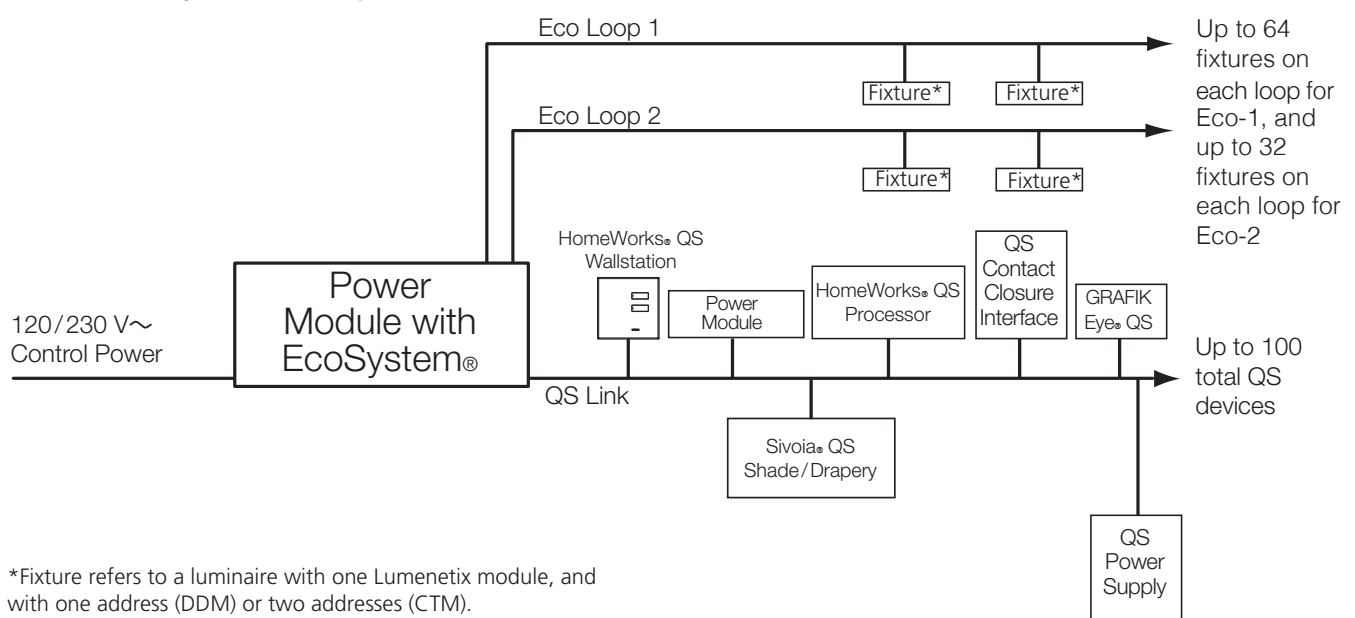 Eco Loop 1
Fixture*
Fixture*
Eco Loop 2
Fixture*
Fixture*
Up to 64
fixtures on
each loop for
Eco-1, and
up to 32
fixtures on
each loop for
Eco-2
120/230 V~
Control Power
Power
Module with
EcoSystem®
HomeWorks® QS
Wallstation
Power
Module
HomeWorks® QS
Processor
QS
Contact
Closure
Interface
GRAFIK
Eye® QS
QS Link
Up to 100
total QS
devices
Sivoia® QS
Shade/Drapery
QS
Power
Supply
*Fixture refers to a luminaire with one Lumenetix module, and
with one address (DDM) or two addresses (CTM).